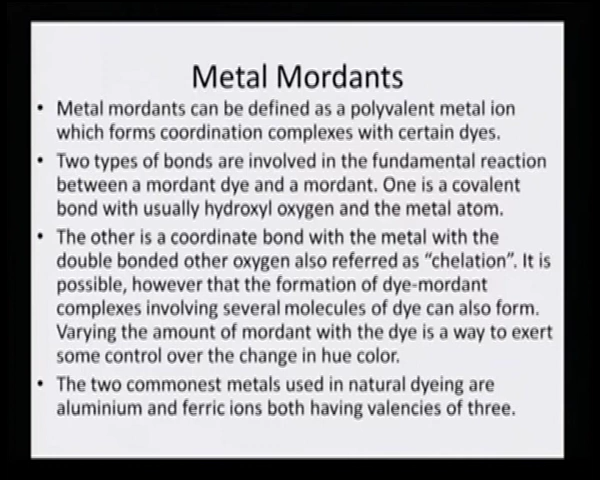 Metal Mordants
• Metal mordants can be defined as a polyvalent metal ion
which forms coordination complexes with certain dyes.
• Two types of bonds are involved in the fundamental reaction
between a mordant dye and a mordant. One is a covalent
bond with usually hydroxyl oxygen and the metal atom.
• The other is a coordinate bond with the metal with the
double bonded other oxygen also referred as “chelation”. It is
possible, however that the formation of dye-mordant
complexes involving several molecules of dye can also form.
Varying the amount of mordant with the dye is a way to exert
some control over the change in hue color.
• The two commonest metals used in natural dyeing are
aluminium and ferric ions both having valencies of three.